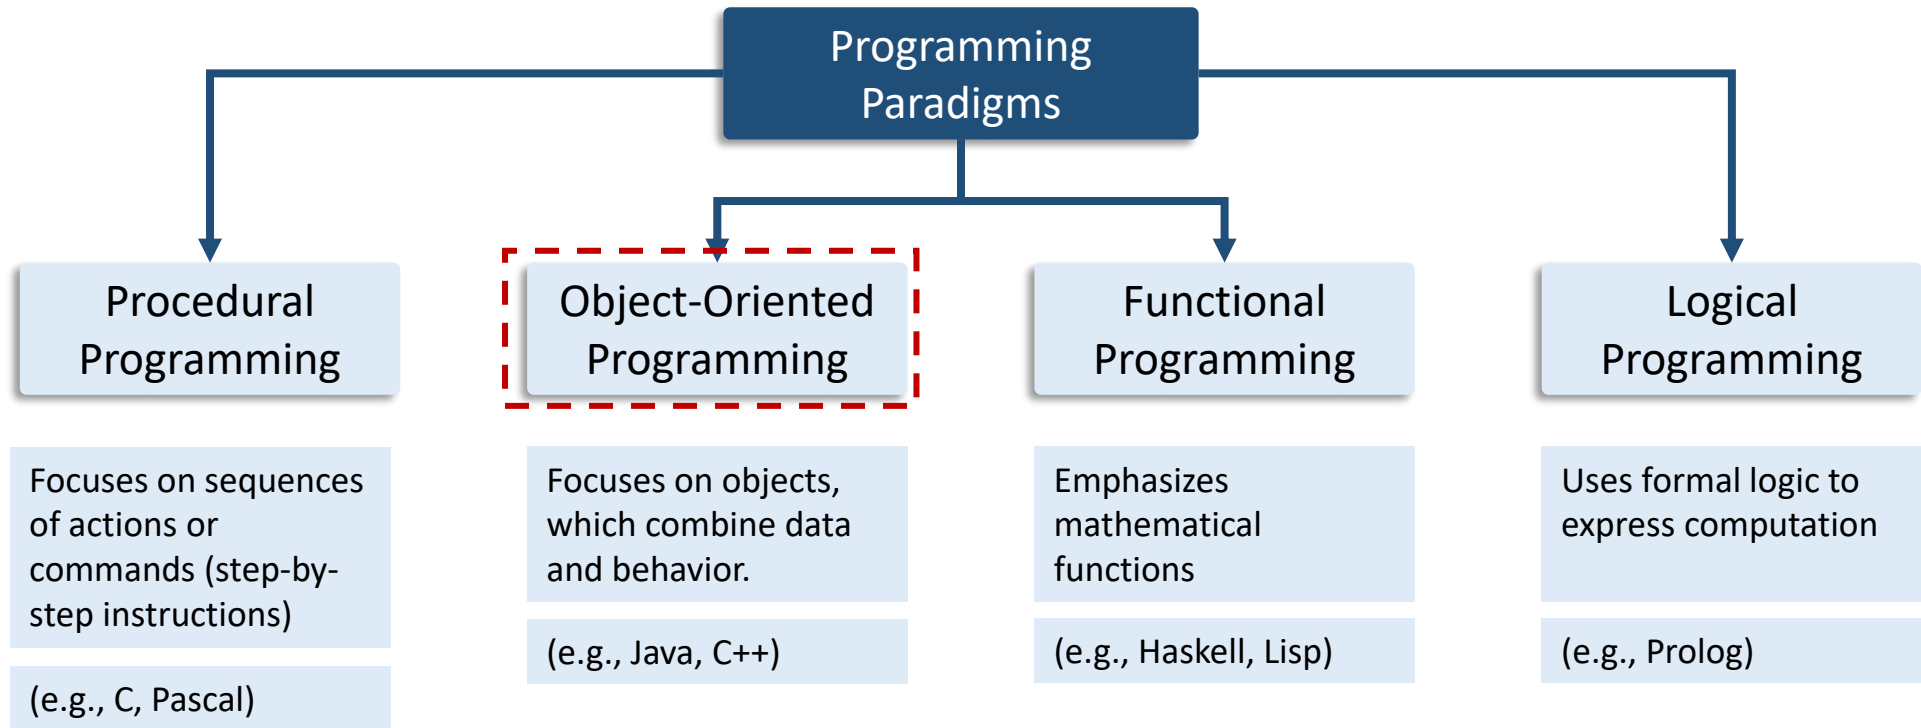 Programming
Paradigms
Procedural
Programming
Object-Oriented
Programming
Functional
Programming
Logical
Programming
Focuses on sequences
of actions or
commands (step-by-
step instructions)
(e.g., C, Pascal)
Focuses on objects,
which combine data
and behavior.
(e.g., Java, C++)
Emphasizes
mathematical
functions
(e.g., Haskell, Lisp)
Uses formal logic to
express computation
(e.g., Prolog)